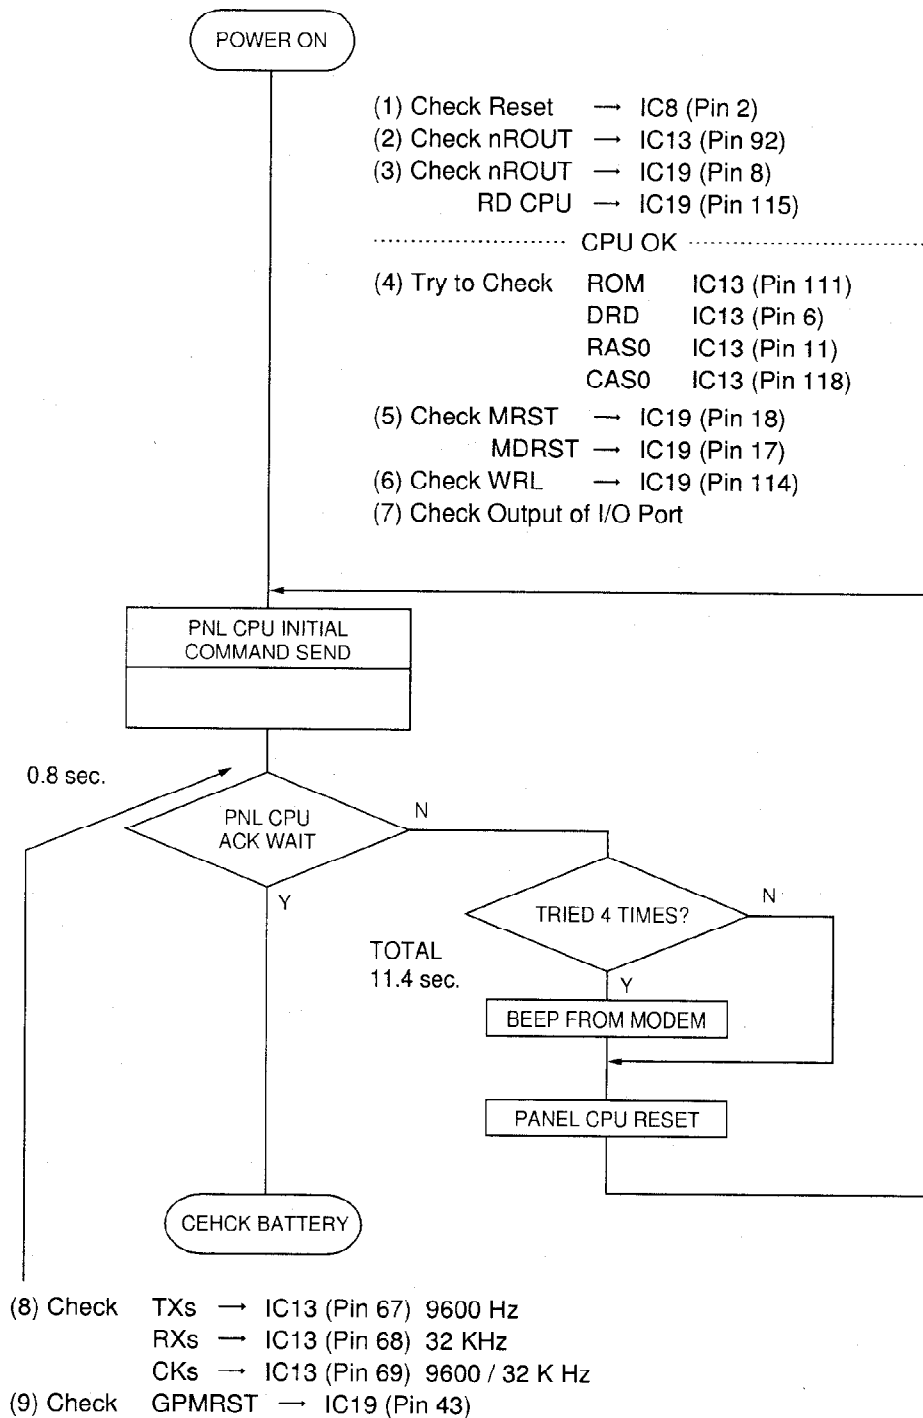 POWER ON
(1) Check Reset → IC8 (Pin 2)
(2) Check nROUT → IC13 (Pin 92)
(3) Check nROUT → IC19 (Pin 8)
RD CPU → IC19 (Pin 115)
CPU OK
(4) Try to Check ROM IC13 (Pin 111)
DRD IC13 (Pin 6)
RAS0 IC13 (Pin 11)
CAS0 IC13 (Pin 118)
(5) Check MRST → IC19 (Pin 18)
MDRST → IC19 (Pin 17)
(6) Check WRL → IC19 (Pin 114)
(7) Check Output of I/O Port
PNL CPU INITIAL
COMMAND SEND
0.8 sec.
PNL CPU
ACK WAIT
N
Y
TRIED 4 TIMES?
N
TOTAL
11.4 sec.
Y
BEEP FROM MODEM
PANEL CPU RESET
CEHCK BATTERY
(8) Check TXs → IC13 (Pin 67) 9600 Hz
RXs → IC13 (Pin 68) 32 KHz
CKs → IC13 (Pin 69) 9600 / 32 K Hz
(9) Check GPMRST → IC19 (Pin 43)